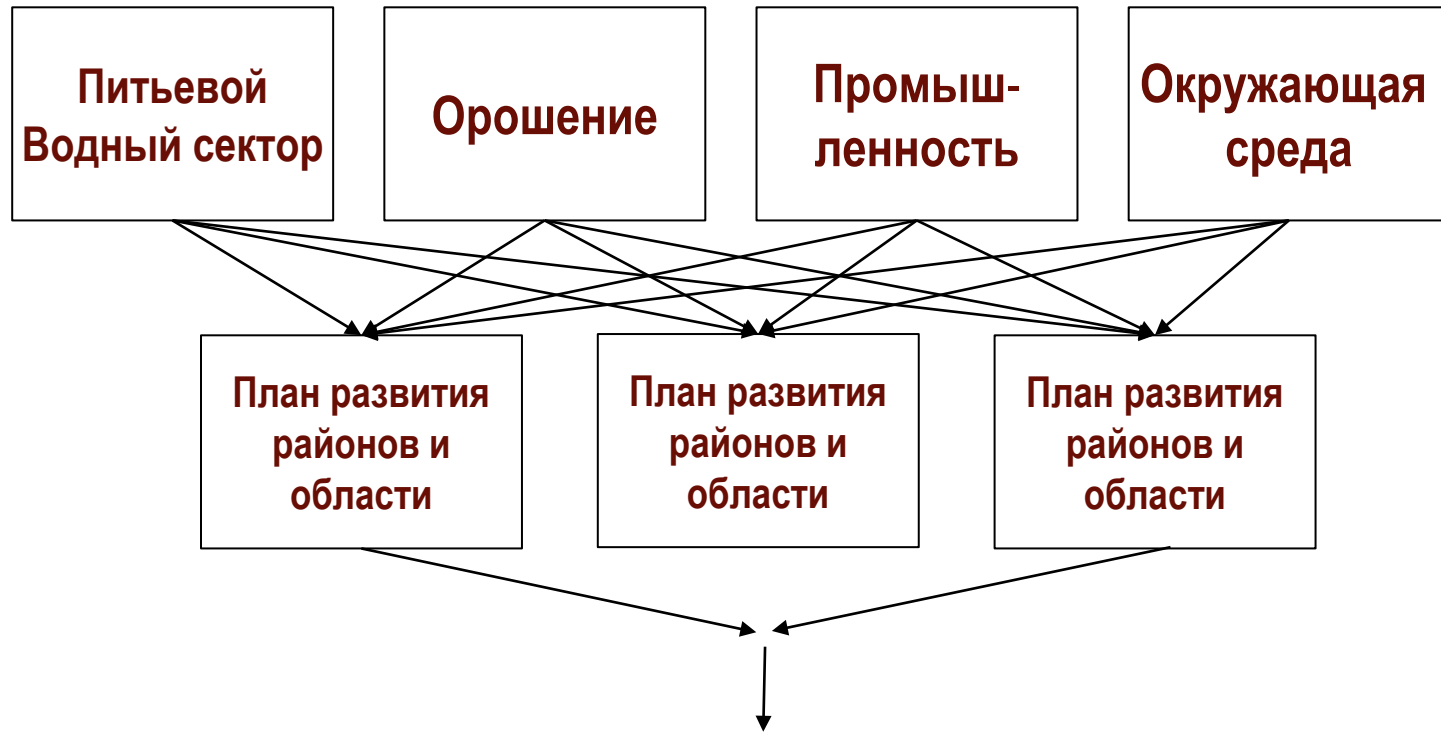 Питьевой
Водный сектор
Орошение
Промыш-
ленность
Окружающая
среда
План развития
районов и
области
План развития
районов и
области
План развития
районов и
области